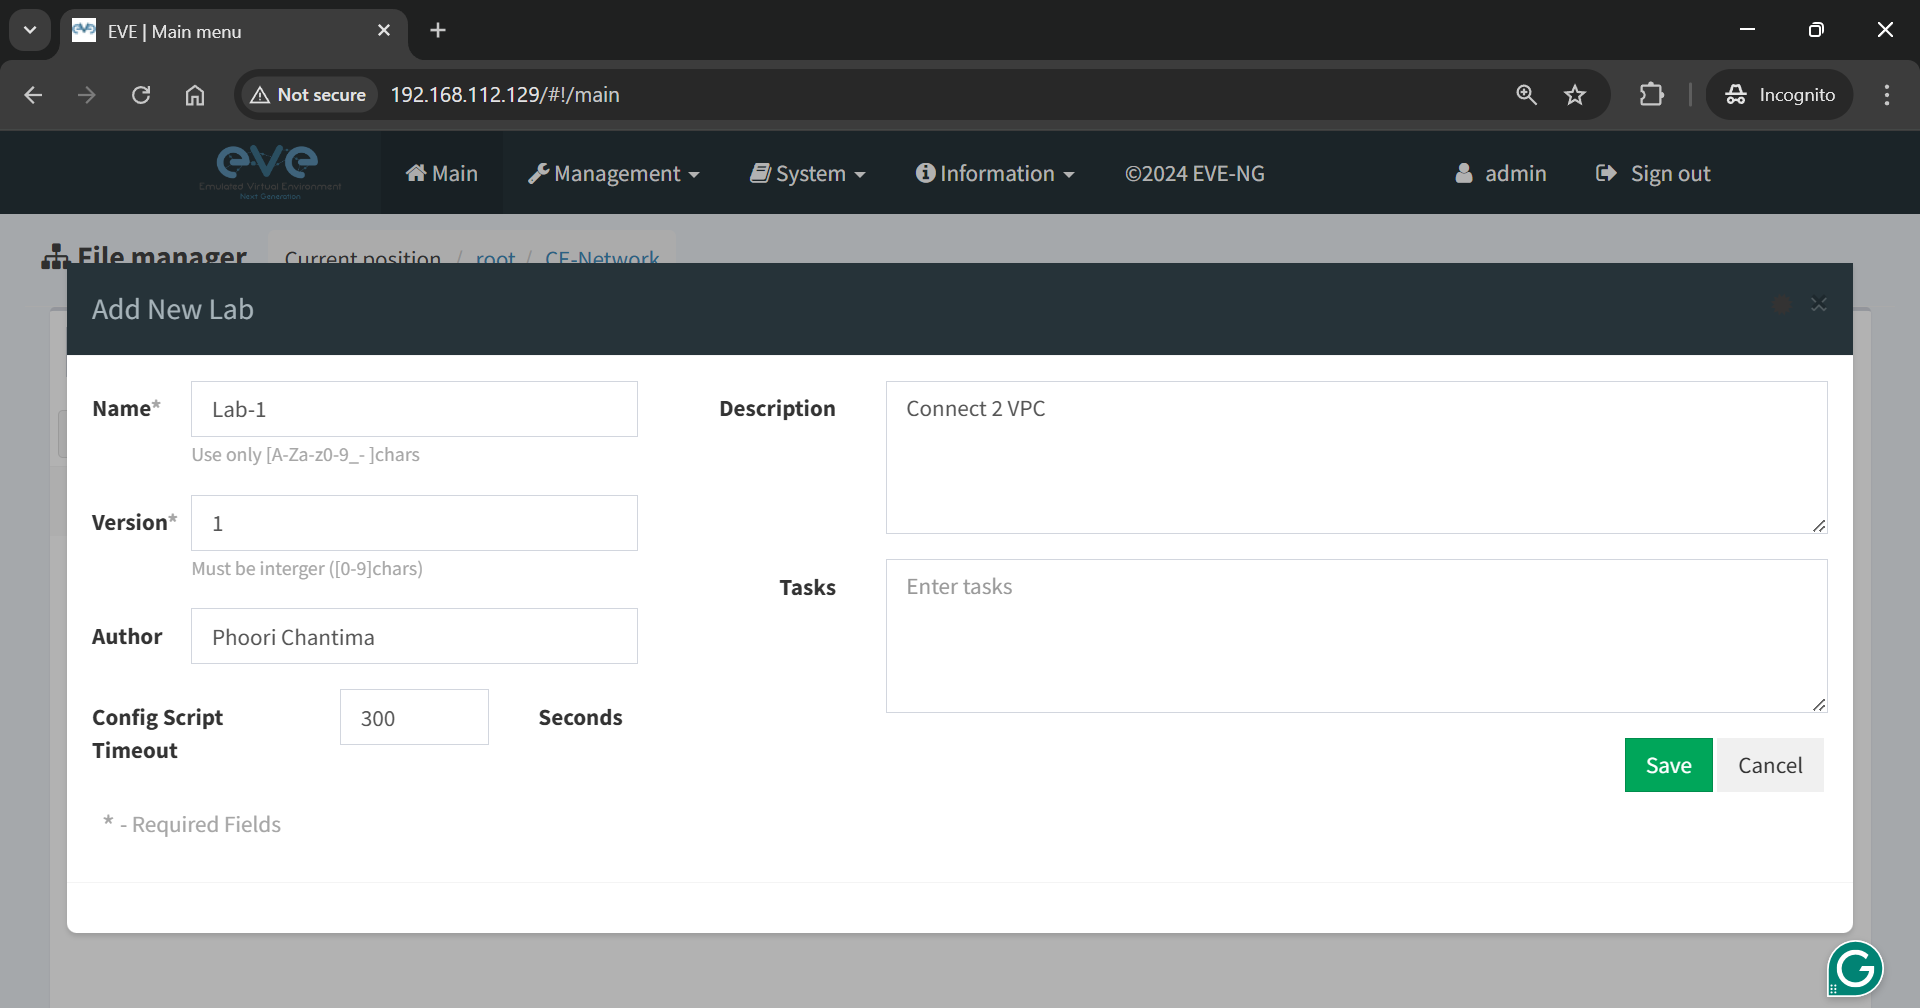 EVE | Main menu
Not secure
192.168.112.129/#!/main
Incognito
eve
Emulated Virtual Environment
Next Generation
Main
Management
System
Information
©2024 EVE-NG
admin
Sign out
File manager
Current position / root / CE-Network
Add New Lab
Name*
Lab-1
Use only [A-Za-z0-9_- ]chars
Version*
1
Must be interger ([0-9]chars)
Author
Phoori Chantima
Config Script
Timeout
300
Seconds
* - Required Fields
Description
Connect 2 VPC
Tasks
Enter tasks
Save
Cancel